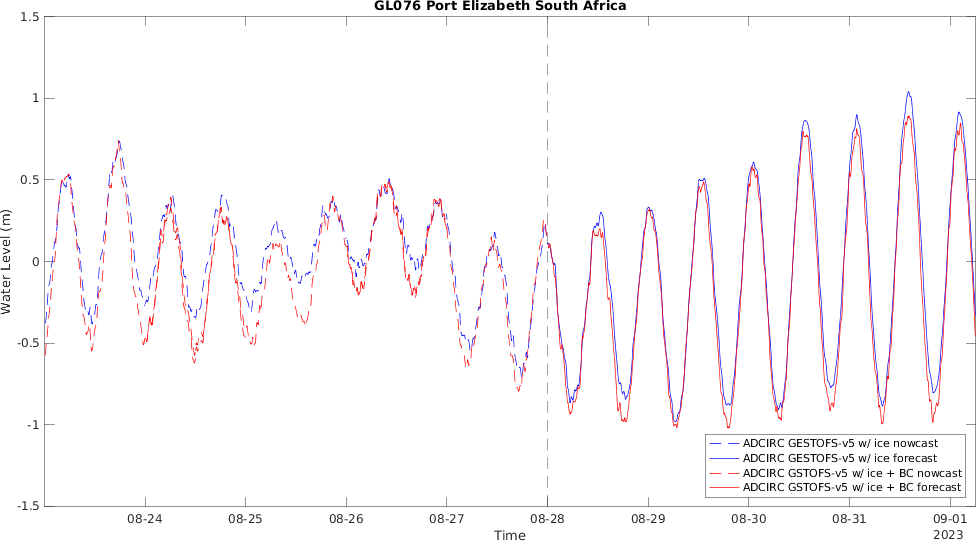 GL076 Port Elizabeth South Africa
Water Level (m)
1.5
1
0.5
0
-0.5
-1
-1.5
ADCIRC GESTOFS-v5 w/ ice nowcast
ADCIRC GESTOFS-v5 w/ ice forecast
ADCIRC GSTOFS-v5 w/ ice + BC nowcast
ADCIRC GSTOFS-v5 w/ ice + BC forecast
08-24 08-25 08-26 08-27 08-28 08-29 08-30 08-31 09-01
2023
Time